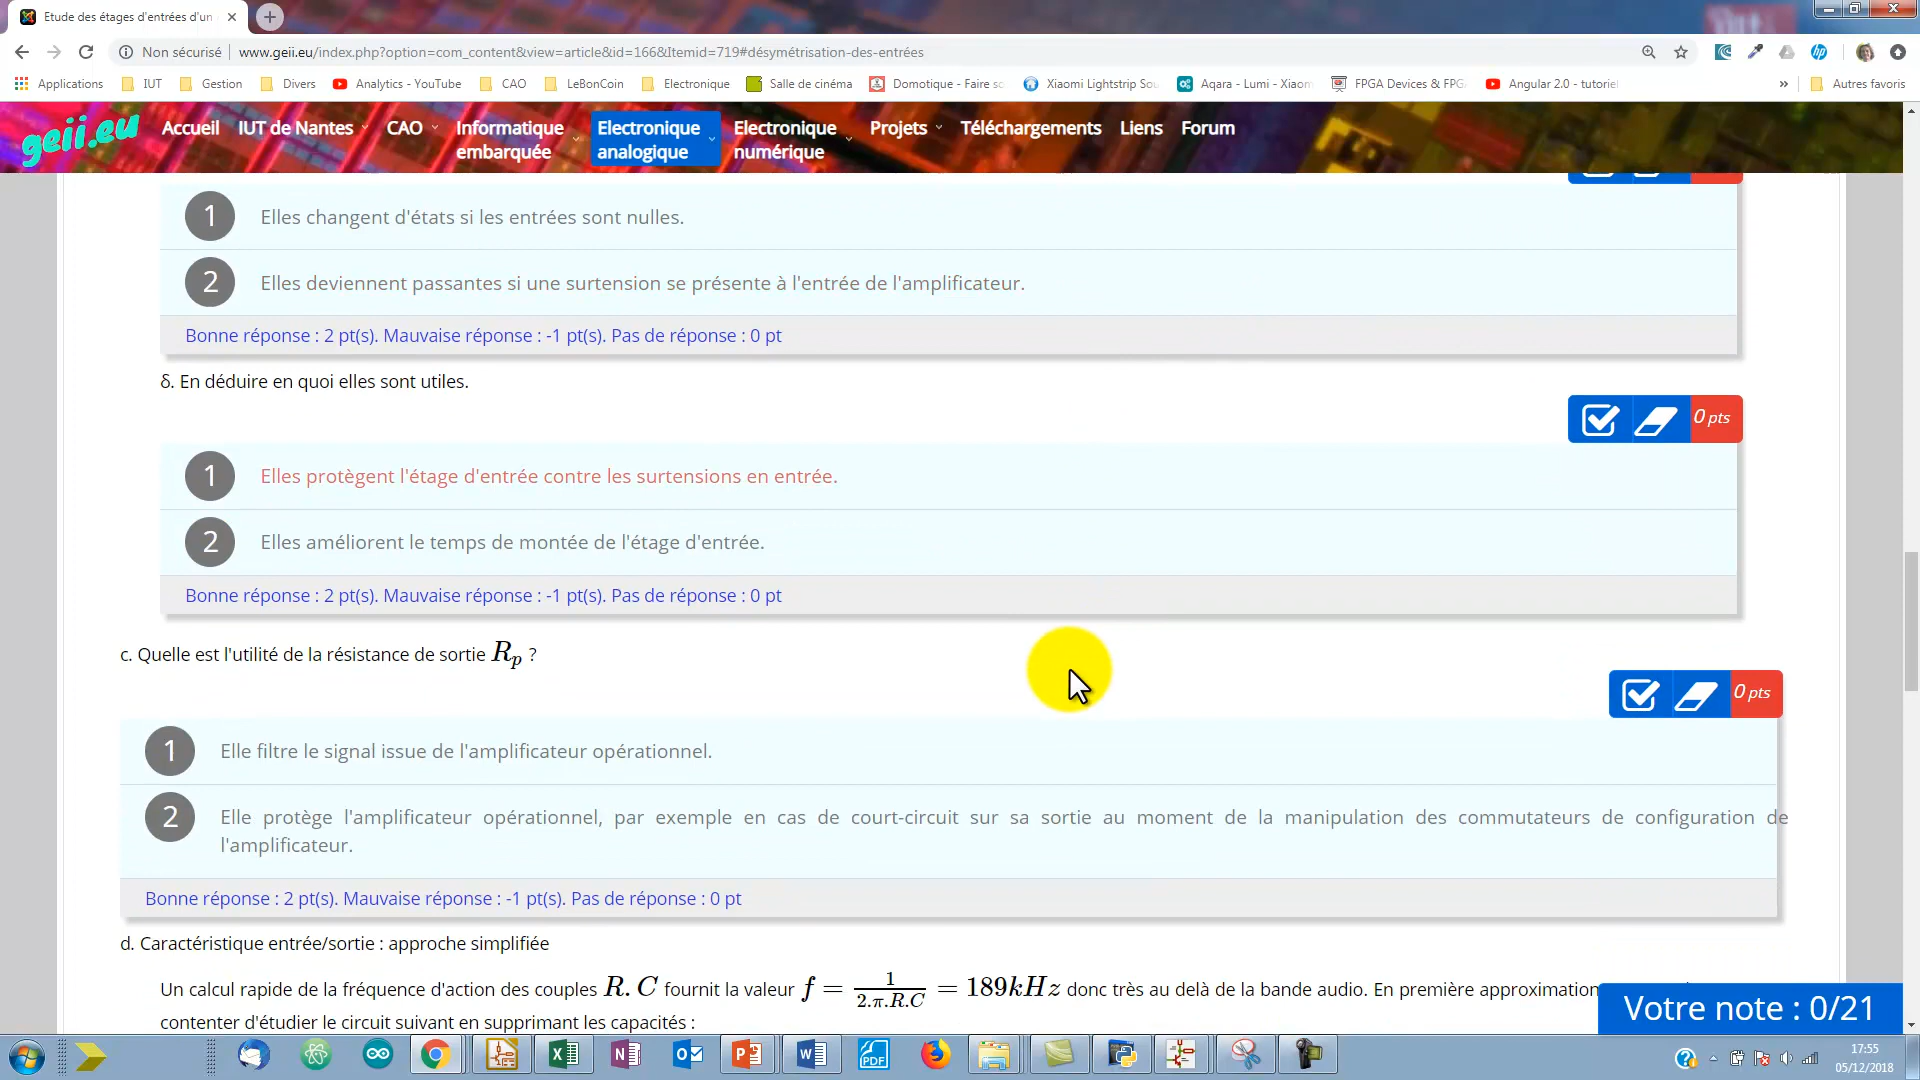 Etude des étages d'entrées d'un
Non sécurisé | www.geii.eu/index.php?option=com_content&view=article&id=166&Itemid=719#désymétrisation-des-entrées
Applications IUT Gestion Divers Analytics - YouTube CAO LeBonCoin Electronique Salle de cinéma Domotique - Faire so Xiaomi Lightstrip Sou Aqara - Lumi - Xiaom FPGA Devices & FPG Angular 2.0 - tutoriel » Autres favoris
geii.eu Accueil IUT de Nantes CAO Informatique embarquée Electronique analogique Electronique numérique Projets Téléchargements Liens Forum
1 Elles changent d'états si les entrées sont nulles.
2 Elles deviennent passantes si une surtension se présente à l'entrée de l'amplificateur.
Bonne réponse : 2 pt(s). Mauvaise réponse : -1 pt(s). Pas de réponse : 0 pt
δ. En déduire en quoi elles sont utiles.
0 pts
1 Elles protègent l'étage d'entrée contre les surtensions en entrée.
2 Elles améliorent le temps de montée de l'étage d'entrée.
Bonne réponse : 2 pt(s). Mauvaise réponse : -1 pt(s). Pas de réponse : 0 pt
c. Quelle est l'utilité de la résistance de sortie R_p ?
0 pts
1 Elle filtre le signal issue de l'amplificateur opérationnel.
2 Elle protège l'amplificateur opérationnel, par exemple en cas de court-circuit sur sa sortie au moment de la manipulation des commutateurs de configuration de
l'amplificateur.
Bonne réponse : 2 pt(s). Mauvaise réponse : -1 pt(s). Pas de réponse : 0 pt
d. Caractéristique entrée/sortie : approche simplifiée
Un calcul rapide de la fréquence d'action des couples R.C fournit la valeur f = 1/(2.π.R.C) = 189kHz donc très au delà de la bande audio. En première approximation
contenter d'étudier le circuit suivant en supprimant les capacités :
Votre note : 0/21
17:55
05/12/2018